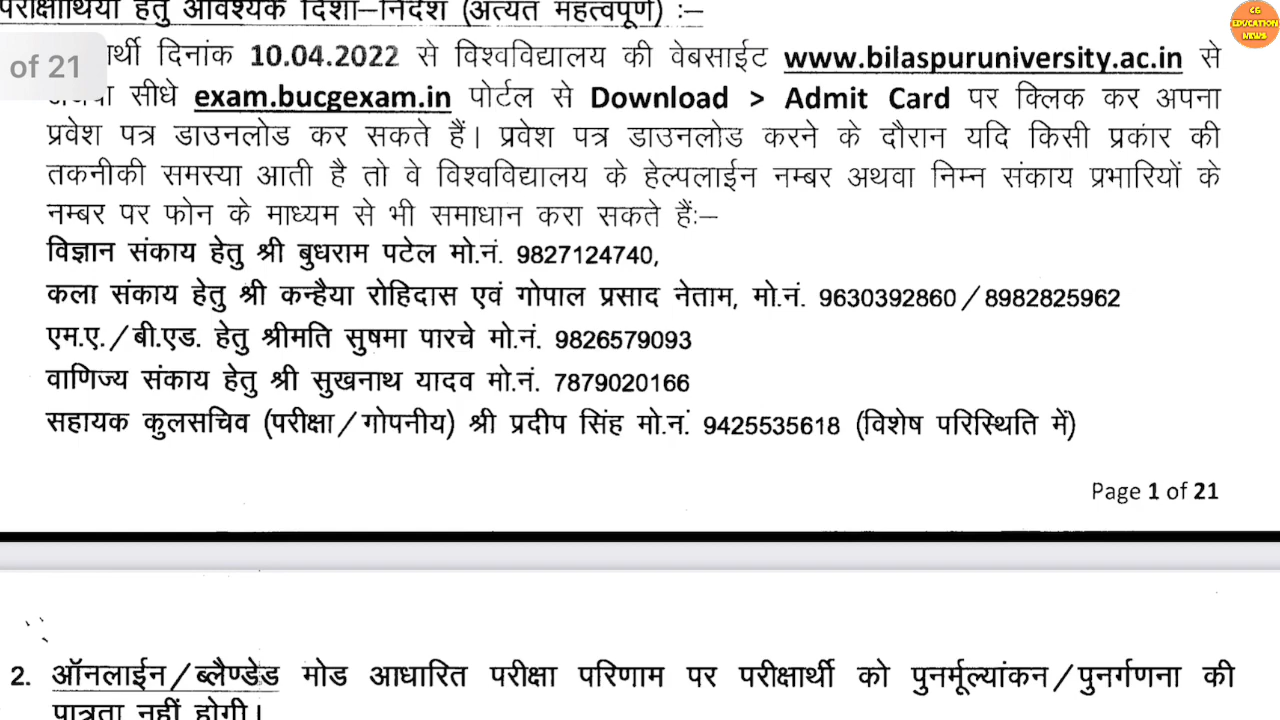 परीक्षार्थियों हेतु आवश्यक दिशा–निर्देश (अत्यंत महत्वपूर्ण) :–
CG EDUCATION NEWS
of 21
दिनांक 10.04.2022 से विश्वविद्यालय की वेबसाईट www.bilaspuruniversity.ac.in से
अथवा सीधे exam.bucgexam.in पोर्टल से Download > Admit Card पर क्लिक कर अपना
प्रवेश पत्र डाउनलोड कर सकते हैं। प्रवेश पत्र डाउनलोड करने के दौरान यदि किसी प्रकार की
तकनीकी समस्या आती है तो वे विश्वविद्यालय के हेल्पलाईन नम्बर अथवा निम्न संकाय प्रभारियों के
नम्बर पर फोन के माध्यम से भी समाधान करा सकते हैं:–
विज्ञान संकाय हेतु श्री बुधराम पटेल मो.नं. 9827124740,
कला संकाय हेतु श्री कन्हैया रोहिदास एवं गोपाल प्रसाद नेताम, मो.नं. 9630392860/8982825962
एम.ए./बी.एड. हेतु श्रीमति सुषमा पारचे मो.नं. 9826579093
वाणिज्य संकाय हेतु श्री सुखनाथ यादव मो.नं. 7879020166
सहायक कुलसचिव (परीक्षा/गोपनीय) श्री प्रदीप सिंह मो.नं. 9425535618 (विशेष परिस्थिति में)
Page 1 of 21
2. ऑनलाईन/ब्लैण्डेड मोड आधारित परीक्षा परिणाम पर परीक्षार्थी को पुनर्मूल्यांकन/पुनर्गणना की
पात्रता नहीं होगी।